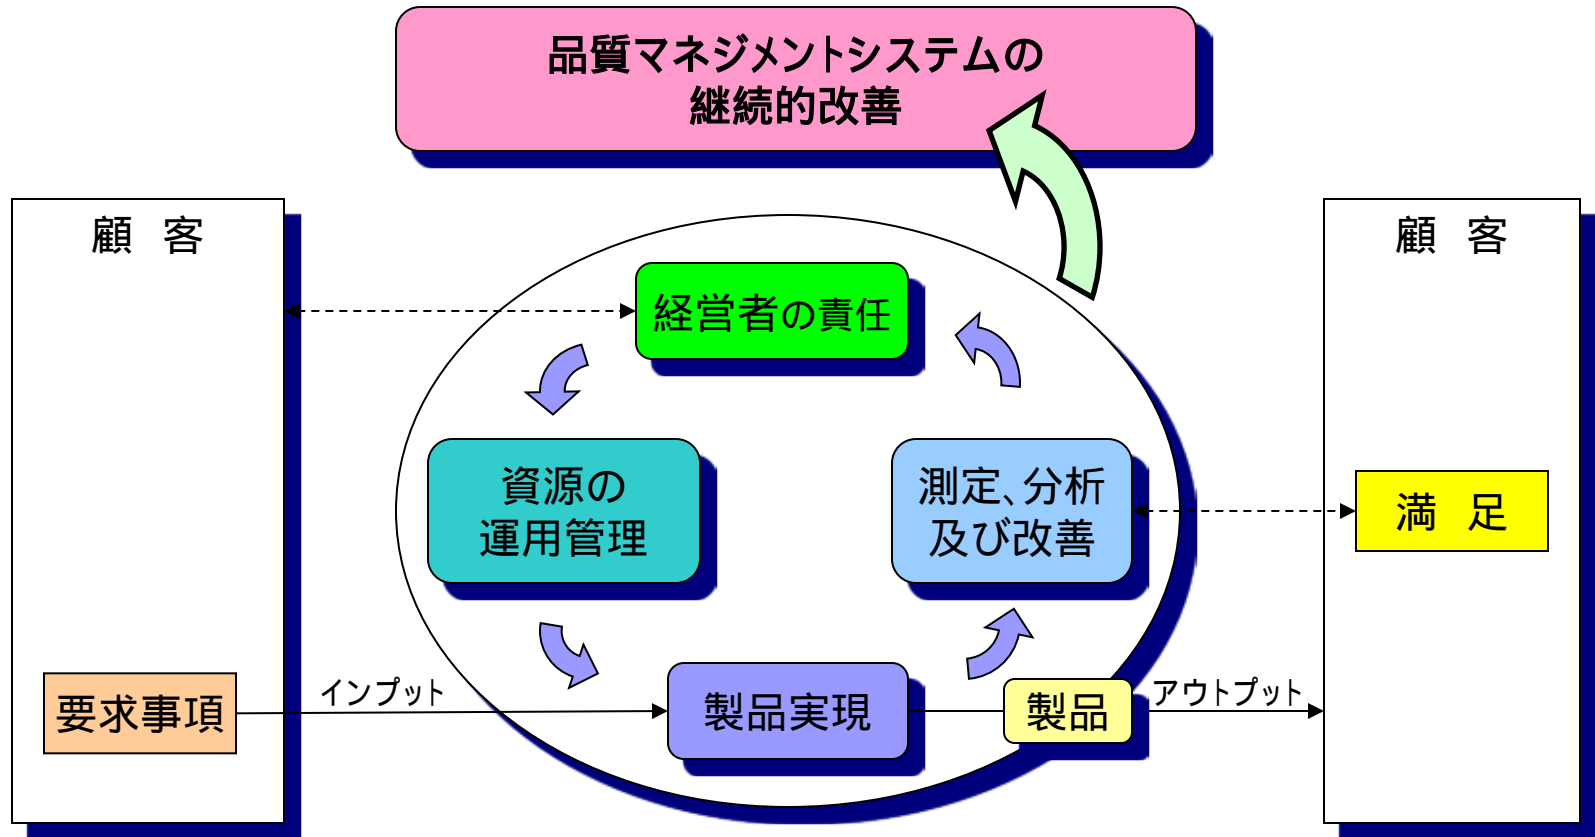 品質マネジメントシステムの
継続的改善
顧 客
顧 客
経営者の責任
資源の
運用管理
測定、分析
及び改善
満 足
要求事項
インプット
製品実現
製品
アウトプット